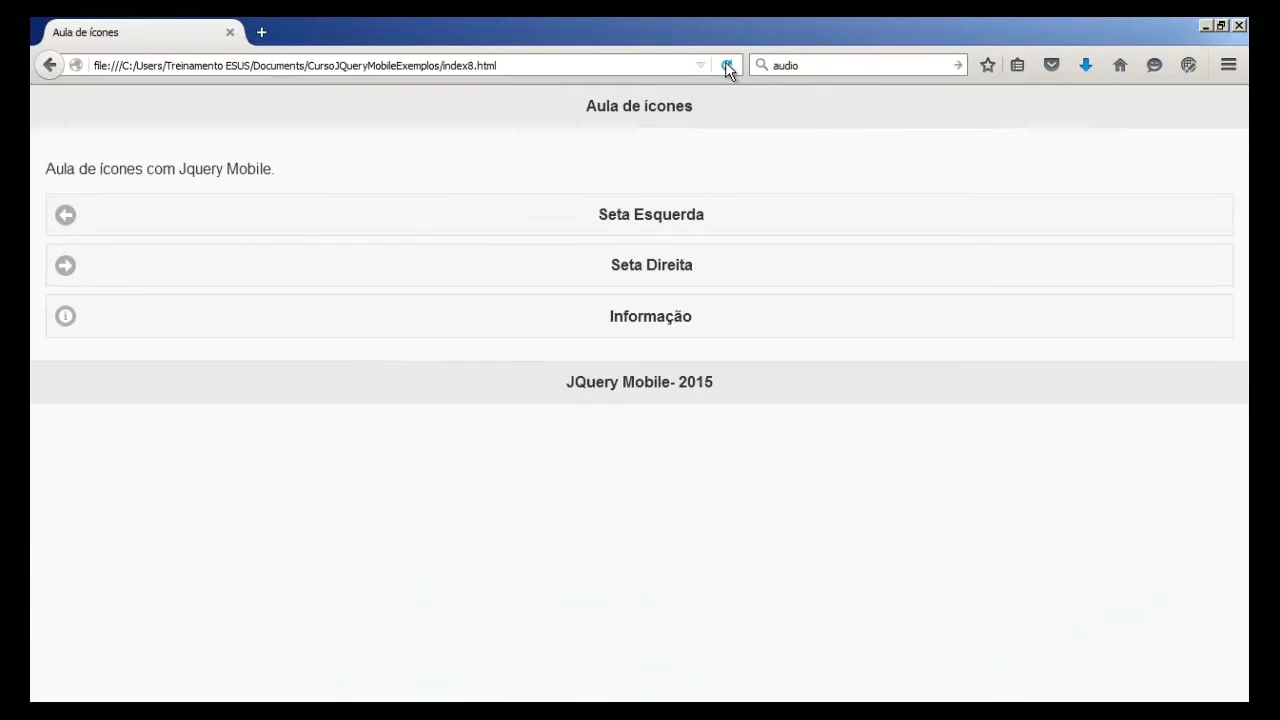 Aula de ícones
file:///C:/Users/Treinamento ESUS/Documents/CursoJQueryMobileExemplos/index8.html
audio
Aula de ícones
Aula de ícones com Jquery Mobile.
Seta Esquerda
Seta Direita
Informação
JQuery Mobile- 2015